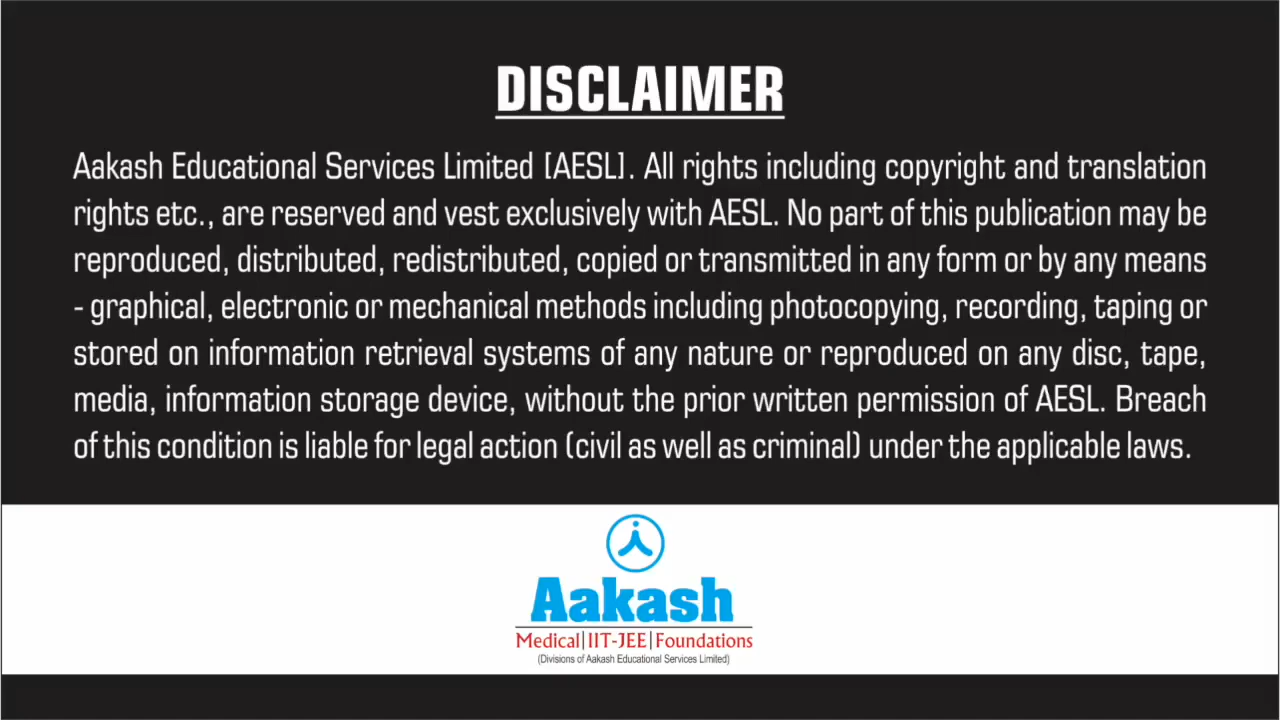 DISCLAIMER
Aakash Educational Services Limited [AESL]. All rights including copyright and translation
rights etc., are reserved and vest exclusively with AESL. No part of this publication may be
reproduced, distributed, redistributed, copied or transmitted in any form or by any means
- graphical, electronic or mechanical methods including photocopying, recording, taping or
stored on information retrieval systems of any nature or reproduced on any disc, tape,
media, information storage device, without the prior written permission of AESL. Breach
of this condition is liable for legal action (civil as well as criminal) under the applicable laws.
Aakash
Medical|IIT-JEE|Foundations
(Divisions of Aakash Educational Services Limited)